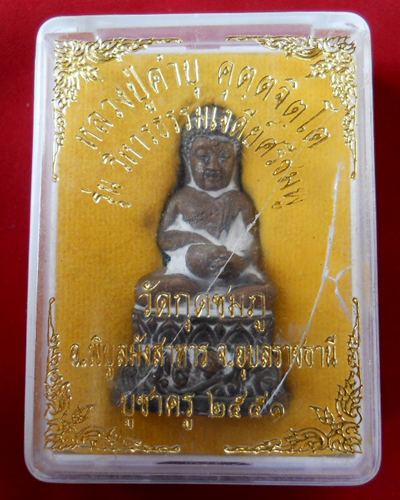 หลวงปู่คำบุ คุตฺตจิตฺโต
รุ่น วิหารธรรมเจดีย์ศรีชมภู
วัดกุดชมภู
อ.พิบูลมังสาหาร จ.อุบลราชธานี
บูชาครู ๒๕๕๑